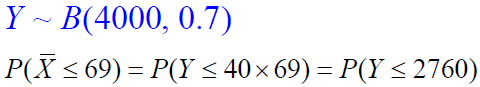 Y ~ B(4000, 0.7)
P(X̅ ≤ 69) = P(Y ≤ 40 × 69) = P(Y ≤ 2760)